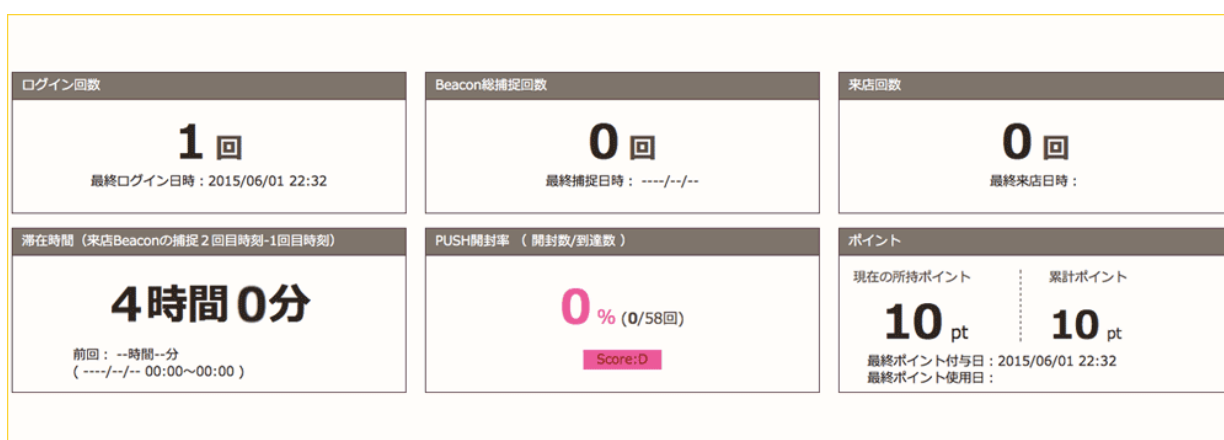 ログイン回数
1 回
最終ログイン日時：2015/06/01 22:32
Beacon総捕捉回数
0 回
最終捕捉日時： ----/--/--
来店回数
0 回
最終来店日時：
滞在時間（来店Beaconの捕捉２回目時刻-1回目時刻）
4時間0分
前回： --時間--分
( ----/--/-- 00:00～00:00 )
PUSH開封率 （ 開封数/到達数 ）
0 % (0/58回)
Score:D
ポイント
現在の所持ポイント
10 pt
累計ポイント
10 pt
最終ポイント付与日：2015/06/01 22:32
最終ポイント使用日：